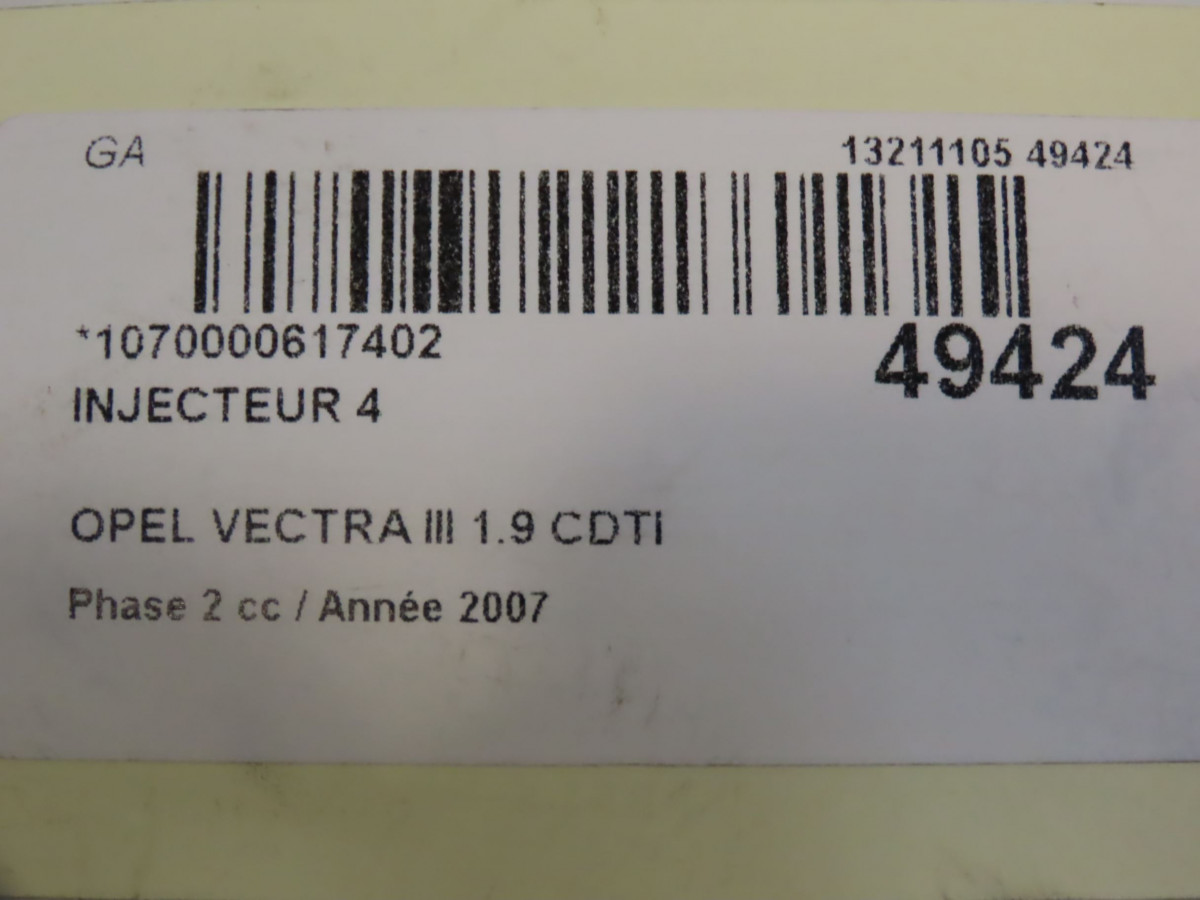 GA
13211105 49424
*1070000617402
49424
INJECTEUR 4
OPEL VECTRA III 1.9 CDTI
Phase 2 cc / Année 2007